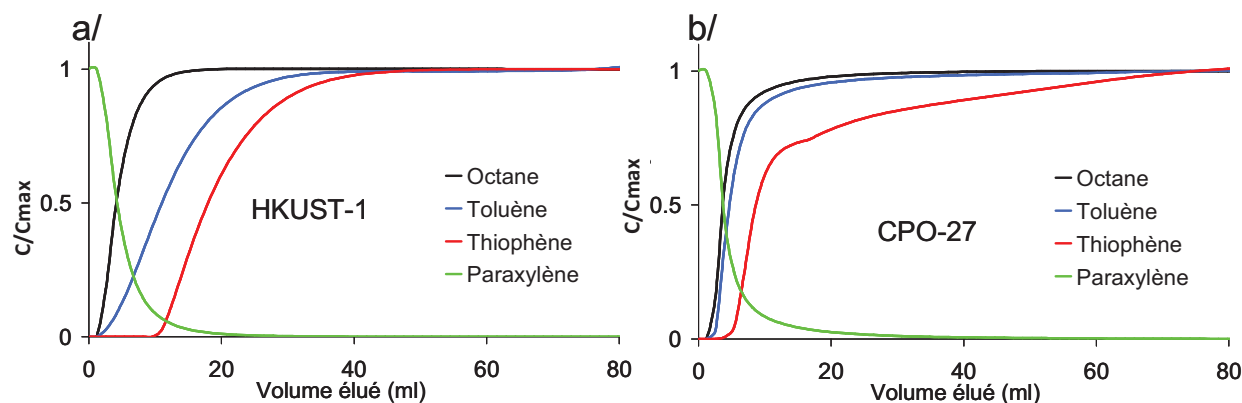 a/
C/Cmax
1
0.5
0
Octane
Toluène
Thiophène
Paraxylène
HKUST-1
0 20 40 60 80
Volume élué (ml)
b/
C/Cmax
1
0.5
0
Octane
Toluène
Thiophène
Paraxylène
CPO-27
0 20 40 60 80
Volume élué (ml)